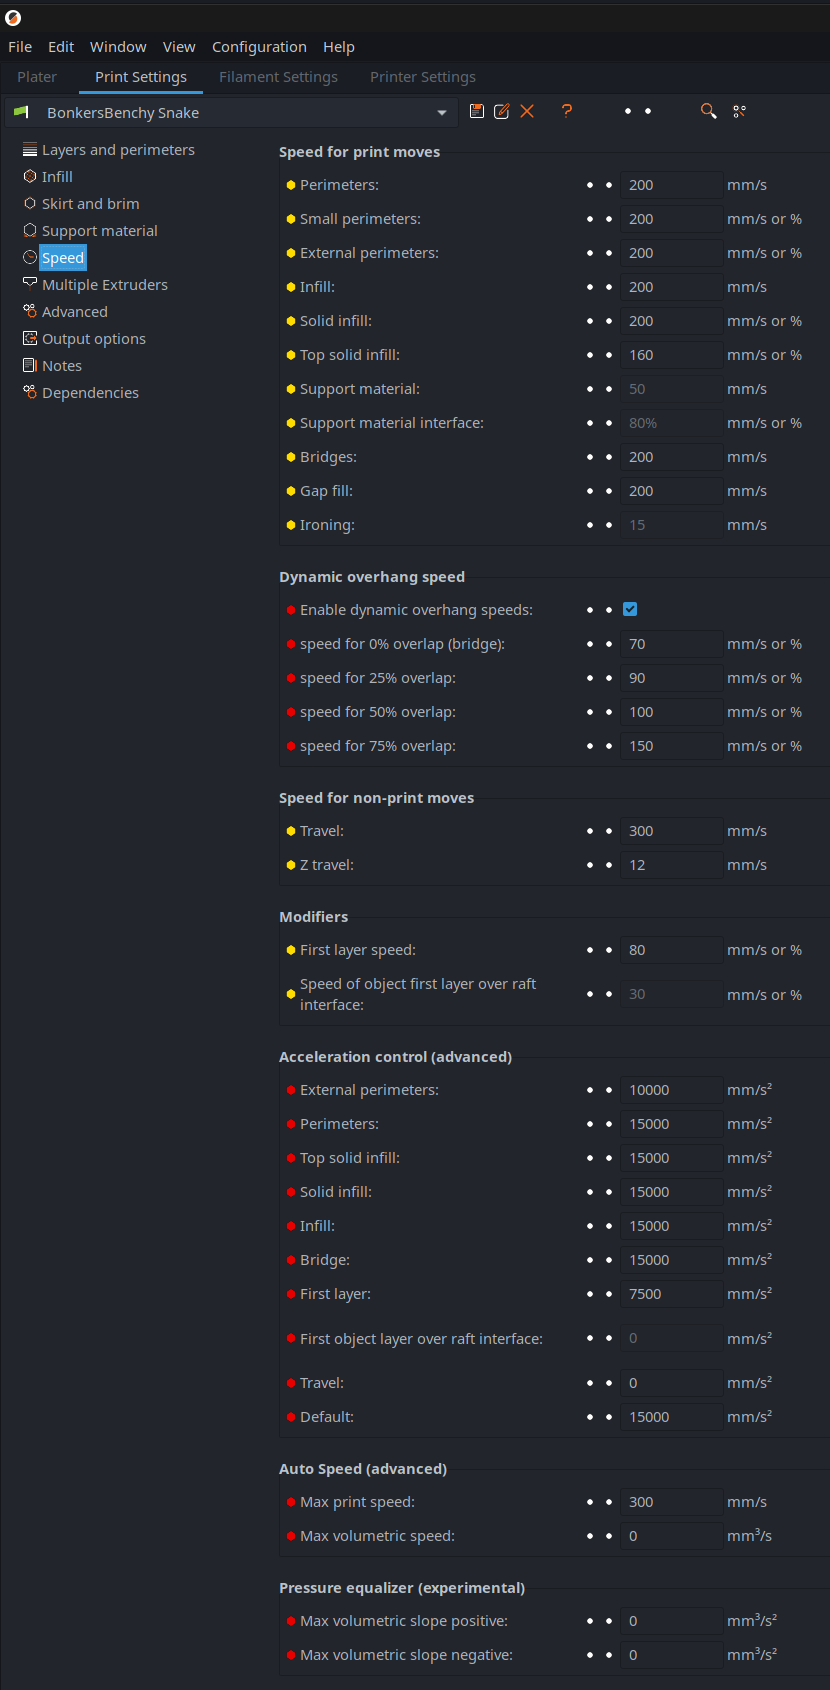 File Edit Window View Configuration Help
Plater Print Settings Filament Settings Printer Settings
BonkersBenchy Snake
Layers and perimeters
Infill
Skirt and brim
Support material
Speed
Multiple Extruders
Advanced
Output options
Notes
Dependencies
Speed for print moves
Perimeters: 200 mm/s
Small perimeters: 200 mm/s or %
External perimeters: 200 mm/s or %
Infill: 200 mm/s
Solid infill: 200 mm/s or %
Top solid infill: 160 mm/s or %
Support material: 50 mm/s
Support material interface: 80% mm/s or %
Bridges: 200 mm/s
Gap fill: 200 mm/s
Ironing: 15 mm/s
Dynamic overhang speed
Enable dynamic overhang speeds:
speed for 0% overlap (bridge): 70 mm/s or %
speed for 25% overlap: 90 mm/s or %
speed for 50% overlap: 100 mm/s or %
speed for 75% overlap: 150 mm/s or %
Speed for non-print moves
Travel: 300 mm/s
Z travel: 12 mm/s
Modifiers
First layer speed: 80 mm/s or %
Speed of object first layer over raft
interface: 30 mm/s or %
Acceleration control (advanced)
External perimeters: 10000 mm/s²
Perimeters: 15000 mm/s²
Top solid infill: 15000 mm/s²
Solid infill: 15000 mm/s²
Infill: 15000 mm/s²
Bridge: 15000 mm/s²
First layer: 7500 mm/s²
First object layer over raft interface: 0 mm/s²
Travel: 0 mm/s²
Default: 15000 mm/s²
Auto Speed (advanced)
Max print speed: 300 mm/s
Max volumetric speed: 0 mm³/s
Pressure equalizer (experimental)
Max volumetric slope positive: 0 mm³/s²
Max volumetric slope negative: 0 mm³/s²